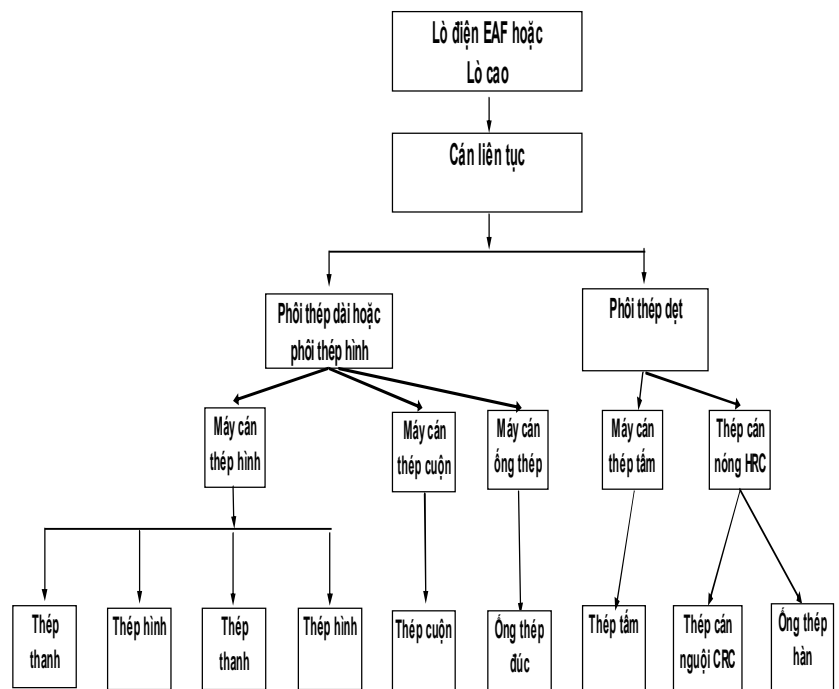 Lò điện EAF hoặc
Lò cao
Cán liên tục
Phôi thép dài hoặc
phôi thép hình
Phôi thép dẹt
Máy cán
thép hình
Máy cán
thép cuộn
Máy cán
ống thép
Máy cán
thép tấm
Thép cán
nóng HRC
Thép
thanh
Thép hình
Thép
thanh
Thép hình
Thép cuộn
Ống thép
đúc
Thép tấm
Thép cán
nguội CRC
Ống thép
hàn